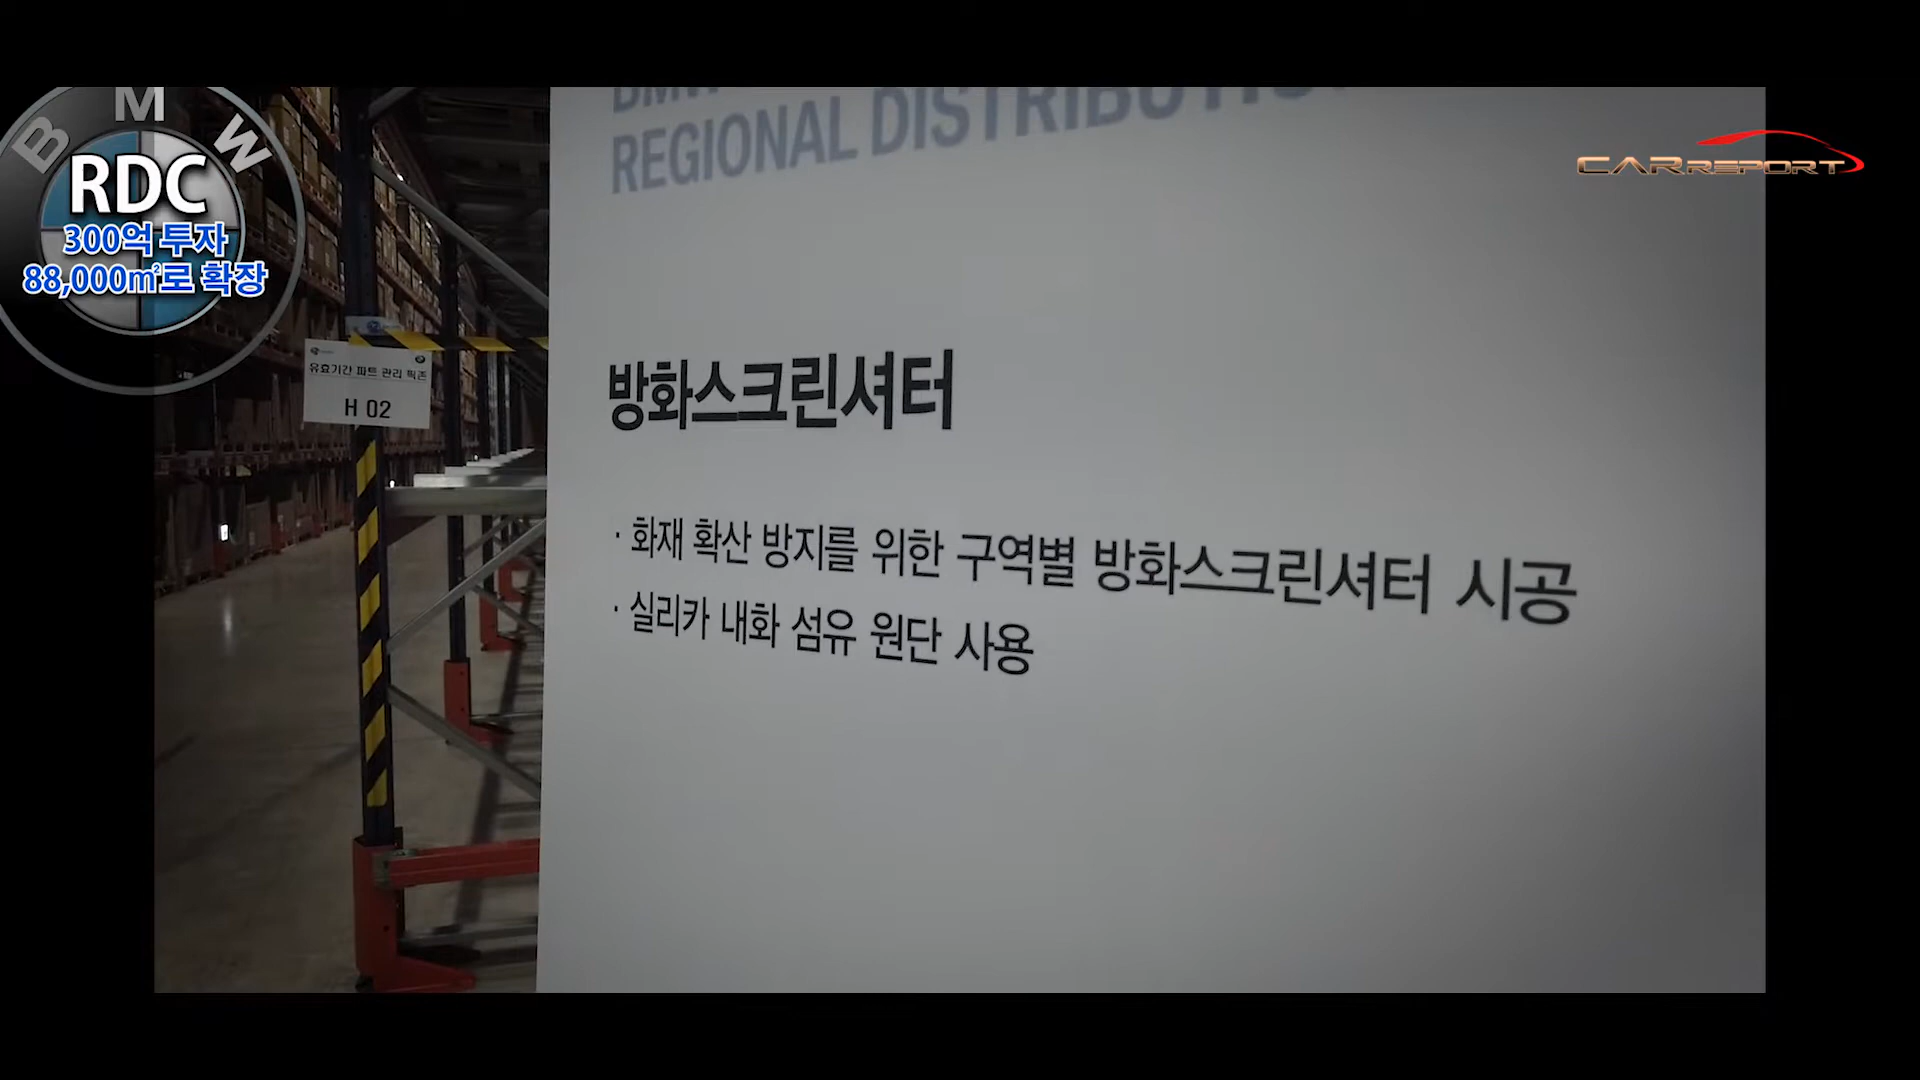 BMW
RDC
300억 투자
88,000㎡로 확장
CARREPORT
REGIONAL
방화스크린셔터
· 화재 확산 방지를 위한 구역별 방화스크린셔터 시공
· 실리카 내화 섬유 원단 사용
유효기간 파트 관리 픽존
H 02